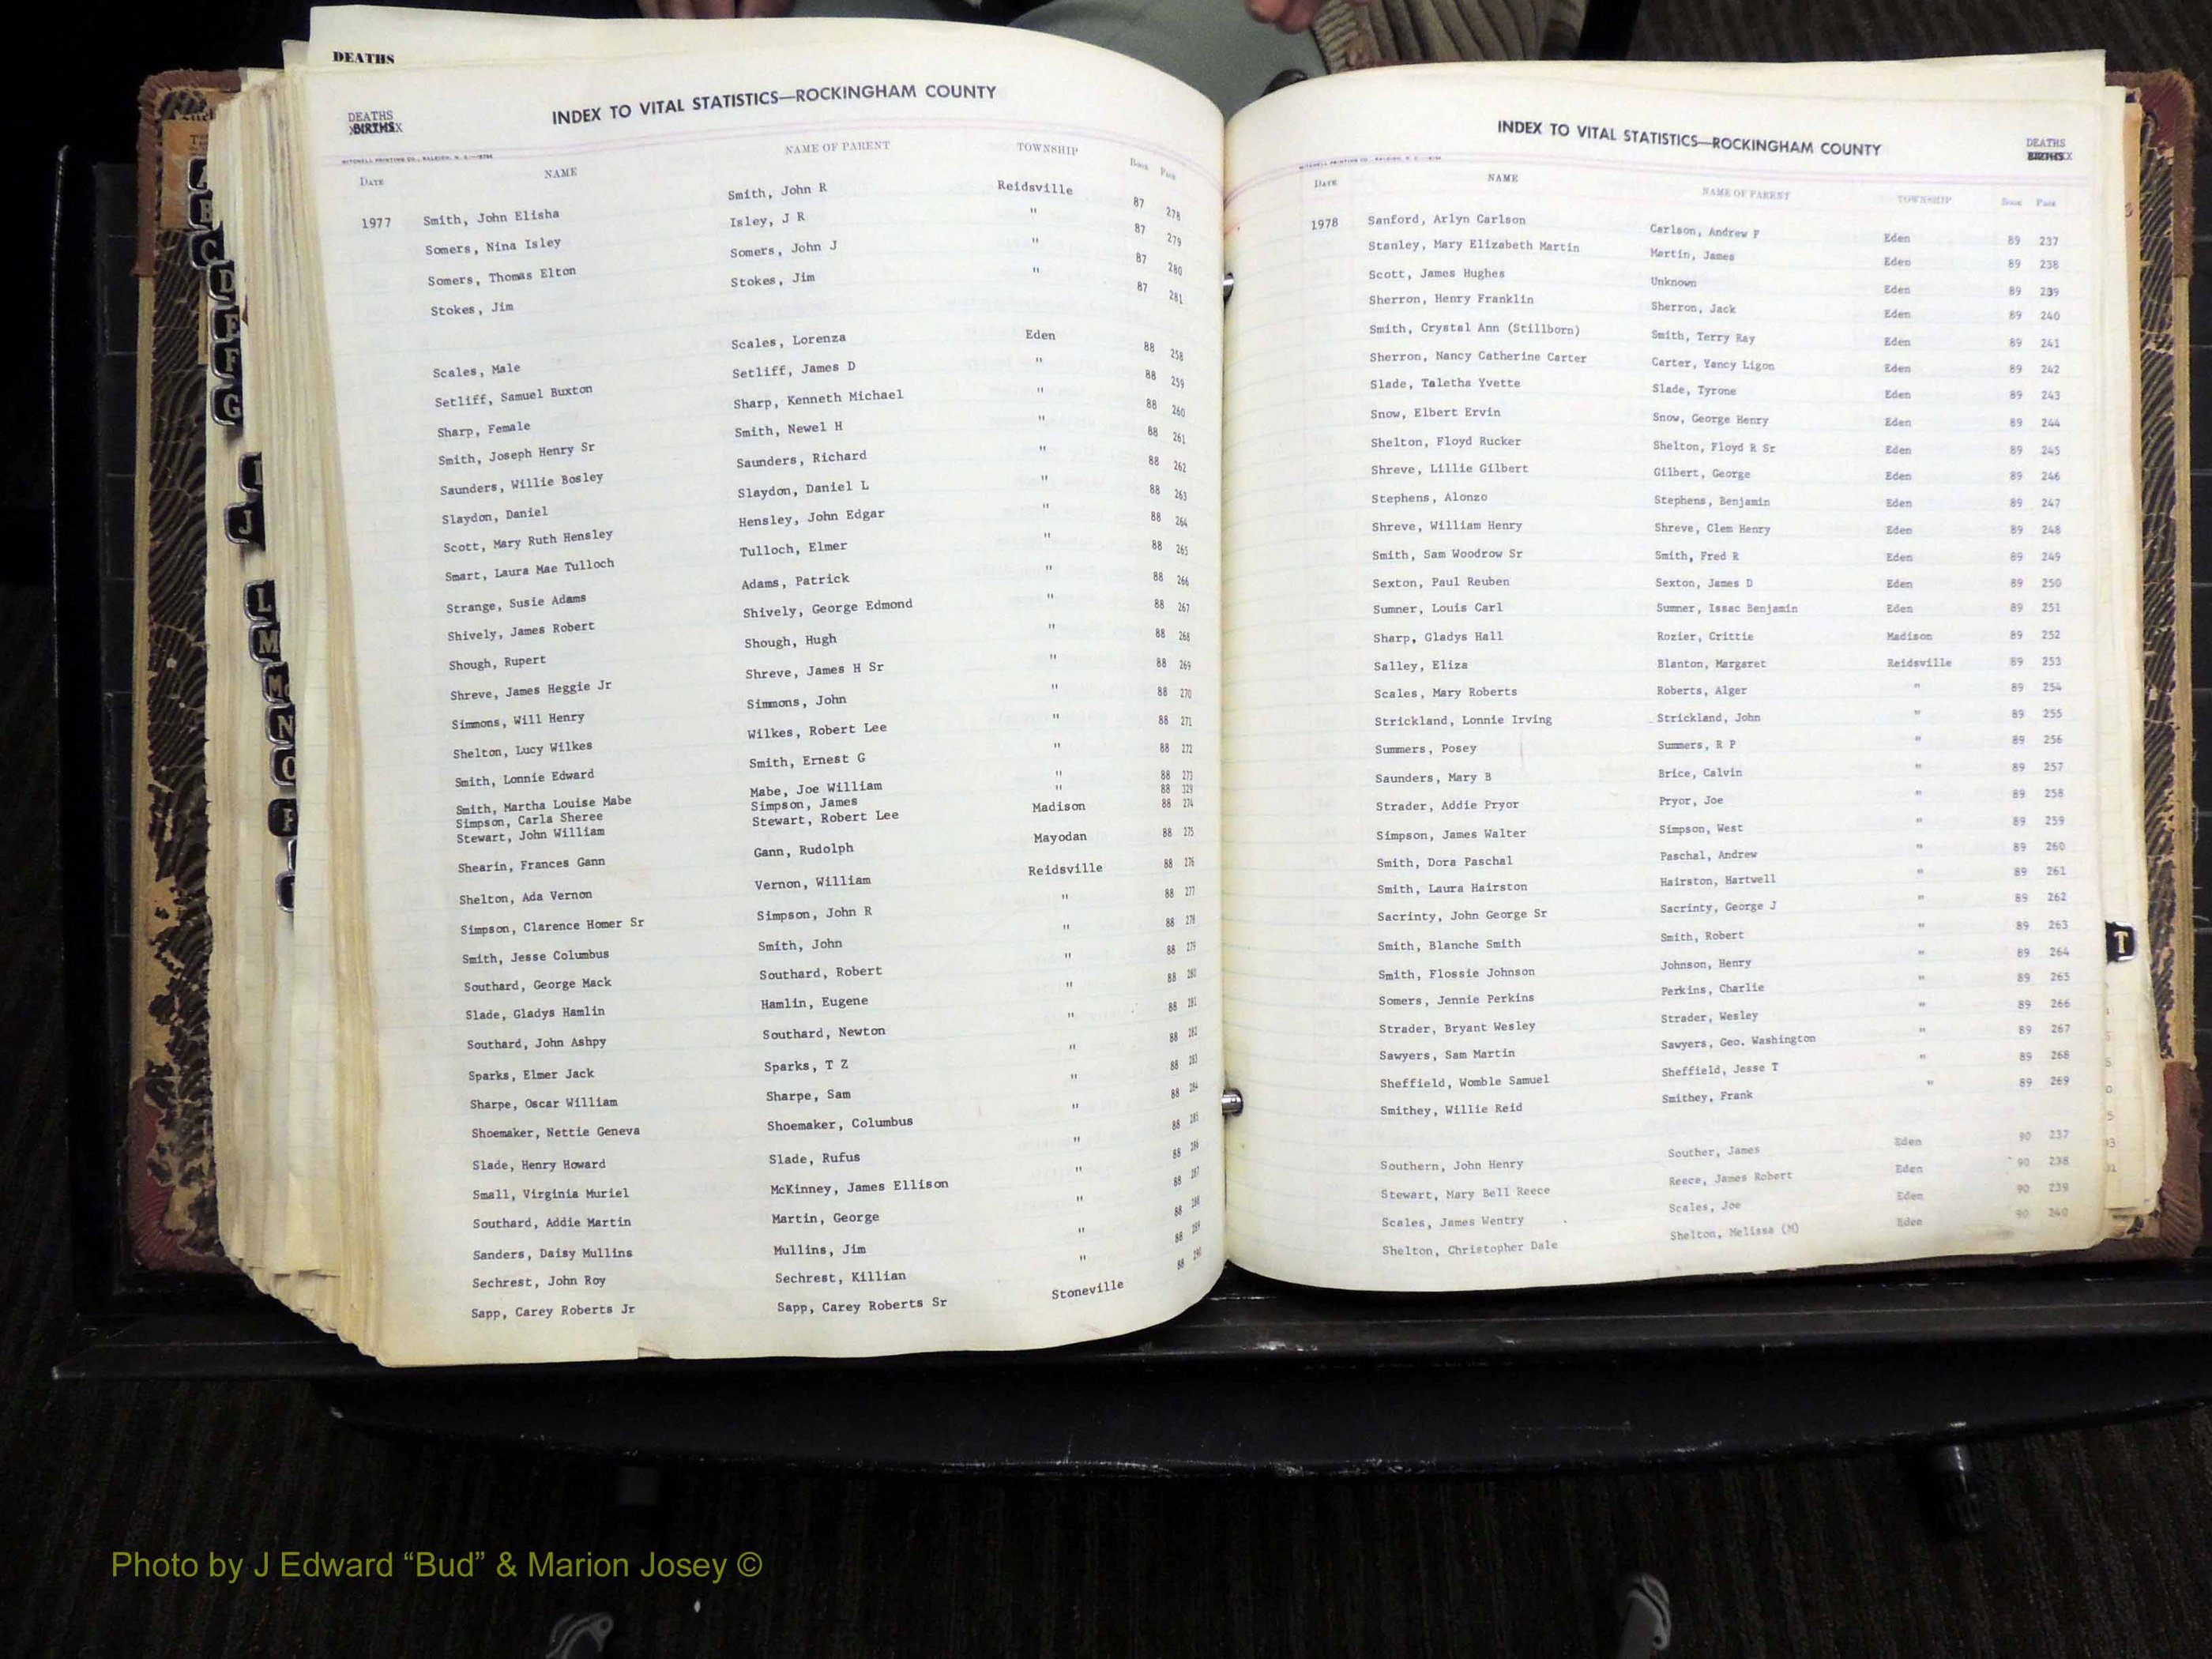 DEATHS
DEATHS
BIRTHS
INDEX TO VITAL STATISTICS—ROCKINGHAM COUNTY
MITCHELL PRINTING CO., RALEIGH, N. C.
DATE NAME NAME OF PARENT TOWNSHIP BOOK PAGE
1977 Smith, John Elisha Smith, John R Reidsville 87 278
Somers, Nina Isley Isley, J R " 87 279
Somers, Thomas Elton Somers, John J " 87 280
Stokes, Jim Stokes, Jim " 87 281
Scales, Male Scales, Lorenza Eden 88 258
Setliff, Samuel Buxton Setliff, James D " 88 259
Sharp, Female Sharp, Kenneth Michael " 88 260
Smith, Joseph Henry Sr Smith, Newel H " 88 261
Saunders, Willie Bosley Saunders, Richard " 88 262
Slaydon, Daniel Slaydon, Daniel L " 88 263
Scott, Mary Ruth Hensley Hensley, John Edgar " 88 264
Smart, Laura Mae Tulloch Tulloch, Elmer " 88 265
Strange, Susie Adams Adams, Patrick " 88 266
Shively, James Robert Shively, George Edmond " 88 267
Shough, Rupert Shough, Hugh " 88 268
Shreve, James Heggie Jr Shreve, James H Sr " 88 269
Simmons, Will Henry Simmons, John " 88 270
Shelton, Lucy Wilkes Wilkes, Robert Lee " 88 271
Smith, Lonnie Edward Smith, Ernest G " 88 272
Smith, Martha Louise Mabe Mabe, Joe William " 88 273
Simpson, Carla Sheree Simpson, James " 88 329
Stewart, John William Stewart, Robert Lee Madison 88 274
Shearin, Frances Gann Gann, Rudolph Mayodan 88 275
Shelton, Ada Vernon Vernon, William Reidsville 88 276
Simpson, Clarence Homer Sr Simpson, John R " 88 277
Smith, Jesse Columbus Smith, John " 88 278
Southard, George Mack Southard, Robert " 88 279
Slade, Gladys Hamlin Hamlin, Eugene " 88 280
Southard, John Ashpy Southard, Newton " 88 281
Sparks, Elmer Jack Sparks, T Z " 88 282
Sharpe, Oscar William Sharpe, Sam " 88 283
Shoemaker, Nettie Geneva Shoemaker, Columbus " 88 284
Slade, Henry Howard Slade, Rufus " 88 285
Small, Virginia Muriel McKinney, James Ellison " 88 286
Southard, Addie Martin Martin, George " 88 287
Sanders, Daisy Mullins Mullins, Jim " 88 288
Sechrest, John Roy Sechrest, Killian " 88 289
Sapp, Carey Roberts Jr Sapp, Carey Roberts Sr Stoneville 88 290
INDEX TO VITAL STATISTICS—ROCKINGHAM COUNTY
DEATHS
BIRTHS
DATE NAME NAME OF PARENT TOWNSHIP BOOK PAGE
1978 Sanford, Arlyn Carlson Carlson, Andrew F Eden 89 237
Stanley, Mary Elizabeth Martin Martin, James Eden 89 238
Scott, James Hughes Unknown Eden 89 239
Sherron, Henry Franklin Sherron, Jack Eden 89 240
Smith, Crystal Ann (Stillborn) Smith, Terry Ray Eden 89 241
Sherron, Nancy Catherine Carter Carter, Yancy Ligon Eden 89 242
Slade, Taletha Yvette Slade, Tyrone Eden 89 243
Snow, Elbert Ervin Snow, George Henry Eden 89 244
Shelton, Floyd Rucker Shelton, Floyd R Sr Eden 89 245
Shreve, Lillie Gilbert Gilbert, George Eden 89 246
Stephens, Alonzo Stephens, Benjamin Eden 89 247
Shreve, William Henry Shreve, Clem Henry Eden 89 248
Smith, Sam Woodrow Sr Smith, Fred R Eden 89 249
Sexton, Paul Reuben Sexton, James D Eden 89 250
Sumner, Louis Carl Sumner, Issac Benjamin Eden 89 251
Sharp, Gladys Hall Rozier, Crittie Madison 89 252
Salley, Eliza Blanton, Margaret Reidsville 89 253
Scales, Mary Roberts Roberts, Alger " 89 254
Strickland, Lonnie Irving Strickland, John " 89 255
Summers, Posey Summers, R P " 89 256
Saunders, Mary B Brice, Calvin " 89 257
Strader, Addie Pryor Pryor, Joe " 89 258
Simpson, James Walter Simpson, West " 89 259
Smith, Dora Paschal Paschal, Andrew " 89 260
Smith, Laura Hairston Hairston, Hartwell " 89 261
Sacrinty, John George Sr Sacrinty, George J " 89 262
Smith, Blanche Smith Smith, Robert " 89 263
Smith, Flossie Johnson Johnson, Henry " 89 264
Somers, Jennie Perkins Perkins, Charlie " 89 265
Strader, Bryant Wesley Strader, Wesley " 89 266
Sawyers, Sam Martin Sawyers, Geo. Washington " 89 267
Sheffield, Womble Samuel Sheffield, Jesse T " 89 268
Smithey, Willie Reid Smithey, Frank " 89 269
Southern, John Henry Souther, James Eden 90 237
Stewart, Mary Bell Reece Reece, James Robert Eden 90 238
Scales, James Wentry Scales, Joe Eden 90 239
Shelton, Christopher Dale Shelton, Melissa (M) Eden 90 240
A
B
C
D
E
F
G
I
J
L
M
Mc
N
O
P
T
Photo by J Edward “Bud” & Marion Josey ©